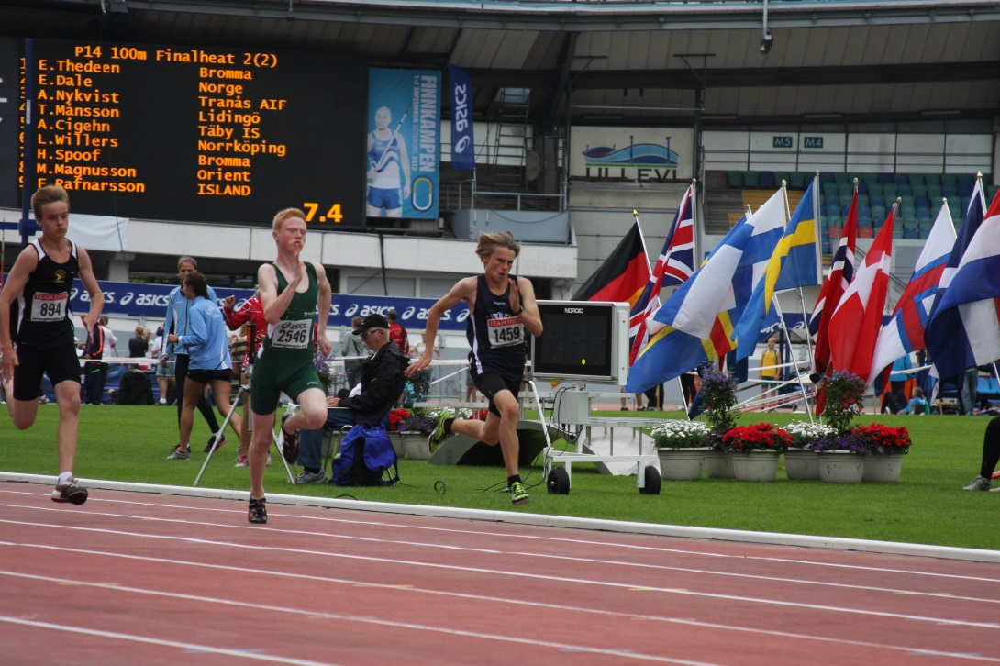 P14 100m Finalheat 2(2)
E.Thedeen Bromma
E.Dale Norge
A.Nykvist Tranås AIF
T.Månsson Lidingö
A.Cigehn Täby IS
L.Willers Norrköping
H.Spoof Bromma
M.Magnusson Orient
F.Rafnarsson ISLAND
7.4
FINNKAMPEN
asics
ULLEVI
M5 M4
asics asics asics
asics
NORDIC
TEAM
894
2546
TEAM
1459